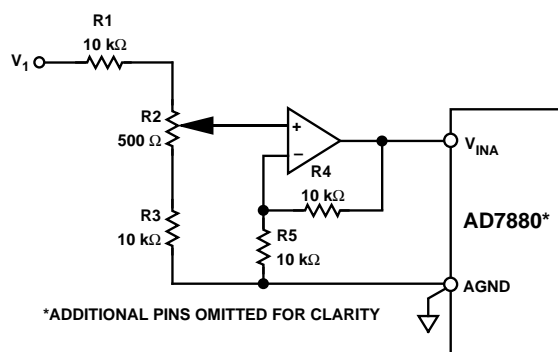 R1
10 kΩ
V1
R2
500 Ω
+
–
R4
10 kΩ
VINA
AD7880*
R3
10 kΩ
R5
10 kΩ
AGND
*ADDITIONAL PINS OMITTED FOR CLARITY